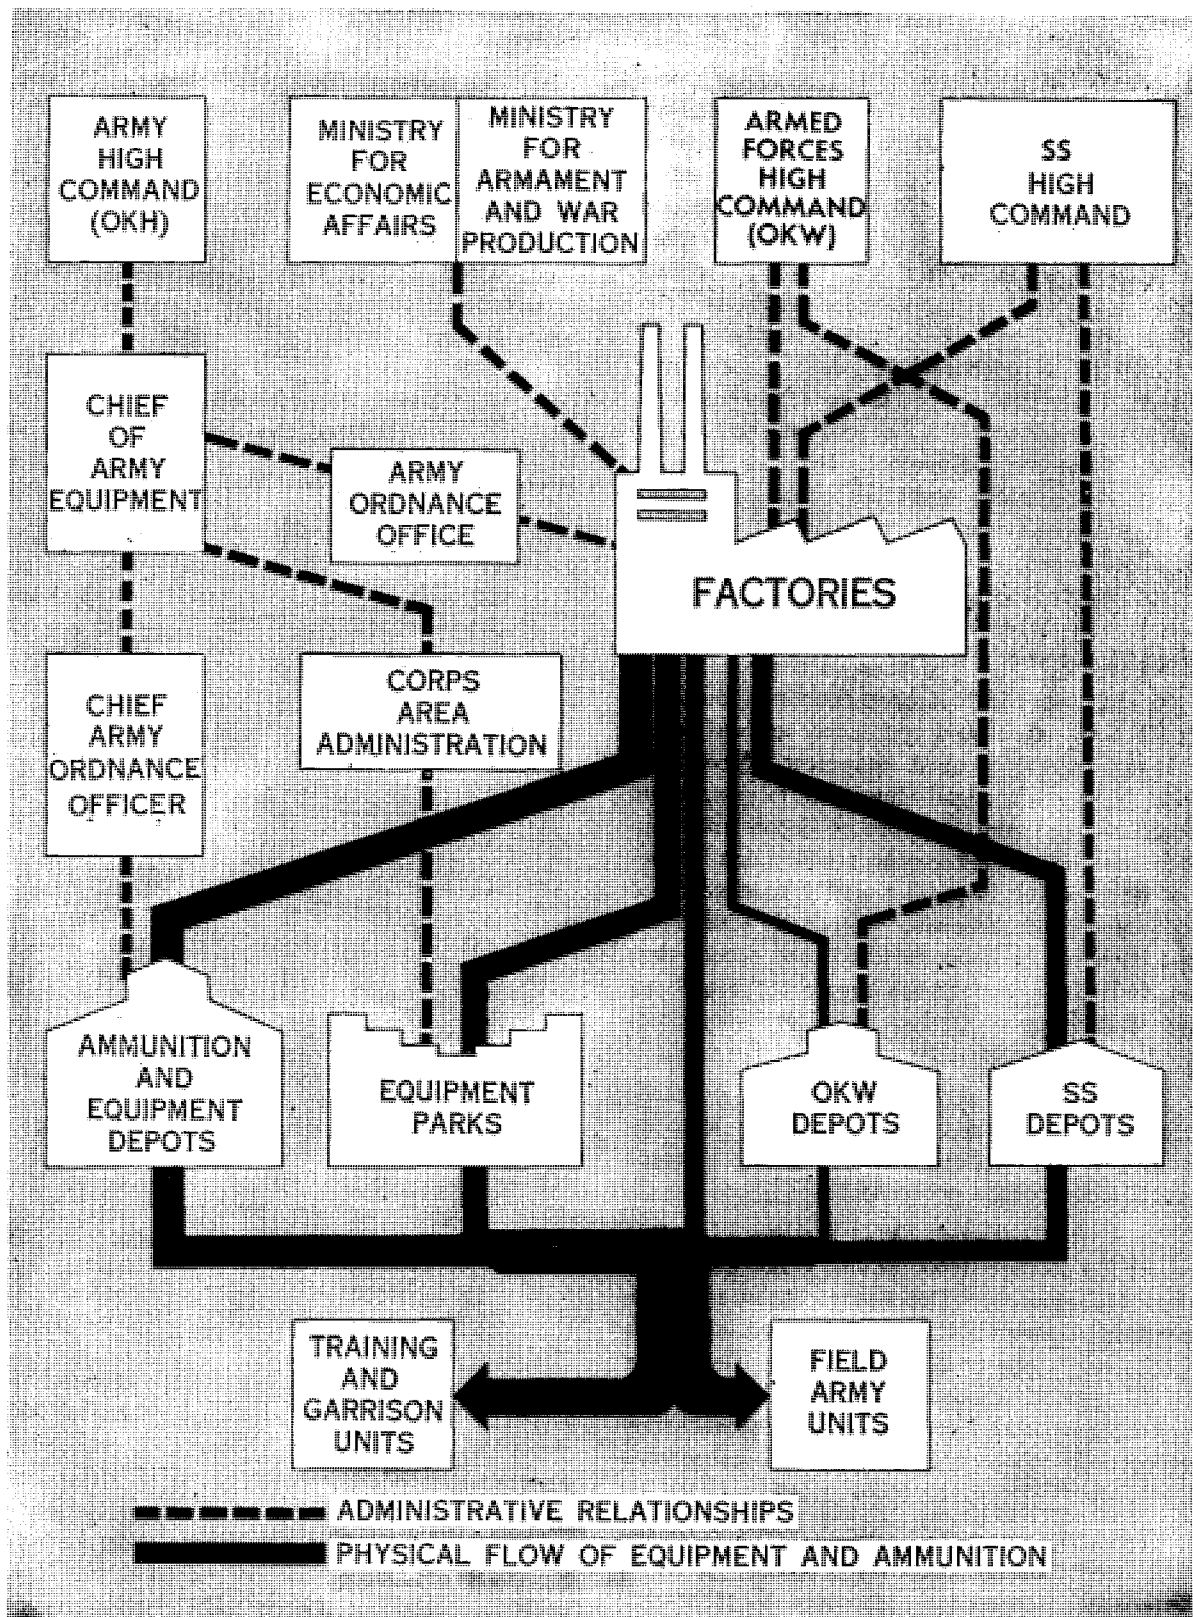 ARMY
HIGH
COMMAND
(OKH)
MINISTRY
FOR
ECONOMIC
AFFAIRS
MINISTRY
FOR
ARMAMENT
AND WAR
PRODUCTION
ARMED
FORCES
HIGH
COMMAND
(OKW)
SS
HIGH
COMMAND
CHIEF
OF
ARMY
EQUIPMENT
ARMY
ORDNANCE
OFFICE
FACTORIES
CHIEF
ARMY
ORDNANCE
OFFICER
CORPS
AREA
ADMINISTRATION
AMMUNITION
AND
EQUIPMENT
DEPOTS
EQUIPMENT
PARKS
OKW
DEPOTS
SS
DEPOTS
TRAINING
AND
GARRISON
UNITS
FIELD
ARMY
UNITS
ADMINISTRATIVE RELATIONSHIPS
PHYSICAL FLOW OF EQUIPMENT AND AMMUNITION